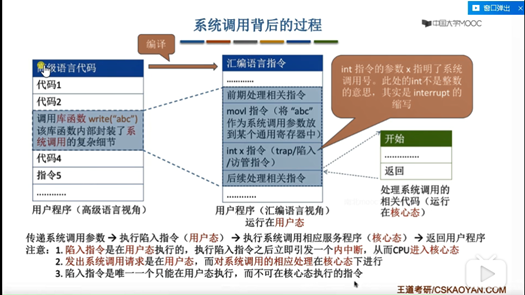 窗口弹出
系统调用背后的过程
中国大学MOOC
编译
高级语言代码
代码1
代码2
调用库函数 write("abc")
该库函数内部封装了系
统调用的复杂细节
代码4
指令5
…………
用户程序（高级语言视角）
汇编语言指令
…………
前期处理相关指令
movl 指令（将 "abc"
作为系统调用参数放
到某个通用寄存器中）
int x 指令（trap/陷入
/访管指令）
后续处理相关指令
…………
用户程序（汇编语言视角）
运行在用户态
int 指令的参数 x 指明了系统
调用号。此处的int不是整数
的意思，其实是 interrupt 的
缩写
开始
……………
返回
处理系统调用的
相关代码（运行
在核心态）
传递系统调用参数 → 执行陷入指令（用户态）→ 执行系统调用相应服务程序（核心态）→ 返回用户程序
注意：1. 陷入指令是在用户态执行的，执行陷入指令之后立即引发一个内中断，从而CPU进入核心态
2. 发出系统调用请求是在用户态，而对系统调用的相应处理在核心态下进行
3. 陷入指令是唯一一个只能在用户态执行，而不可在核心态执行的指令
王道考研/CSKAOYAN.COM